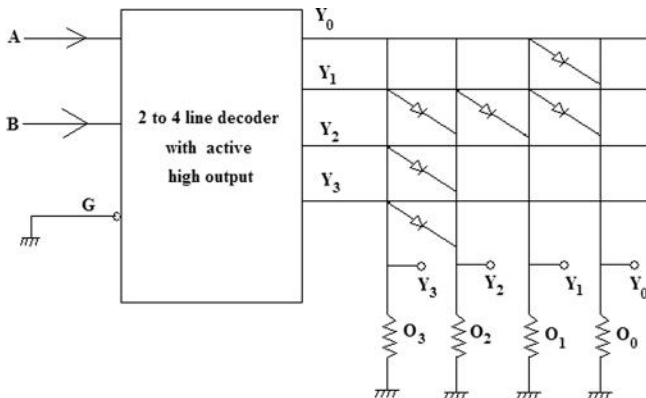 A
B
G
2 to 4 line decoder
with active
high output
Y0
Y1
Y2
Y3
Y3
Y2
Y1
Y0
O3
O2
O1
O0